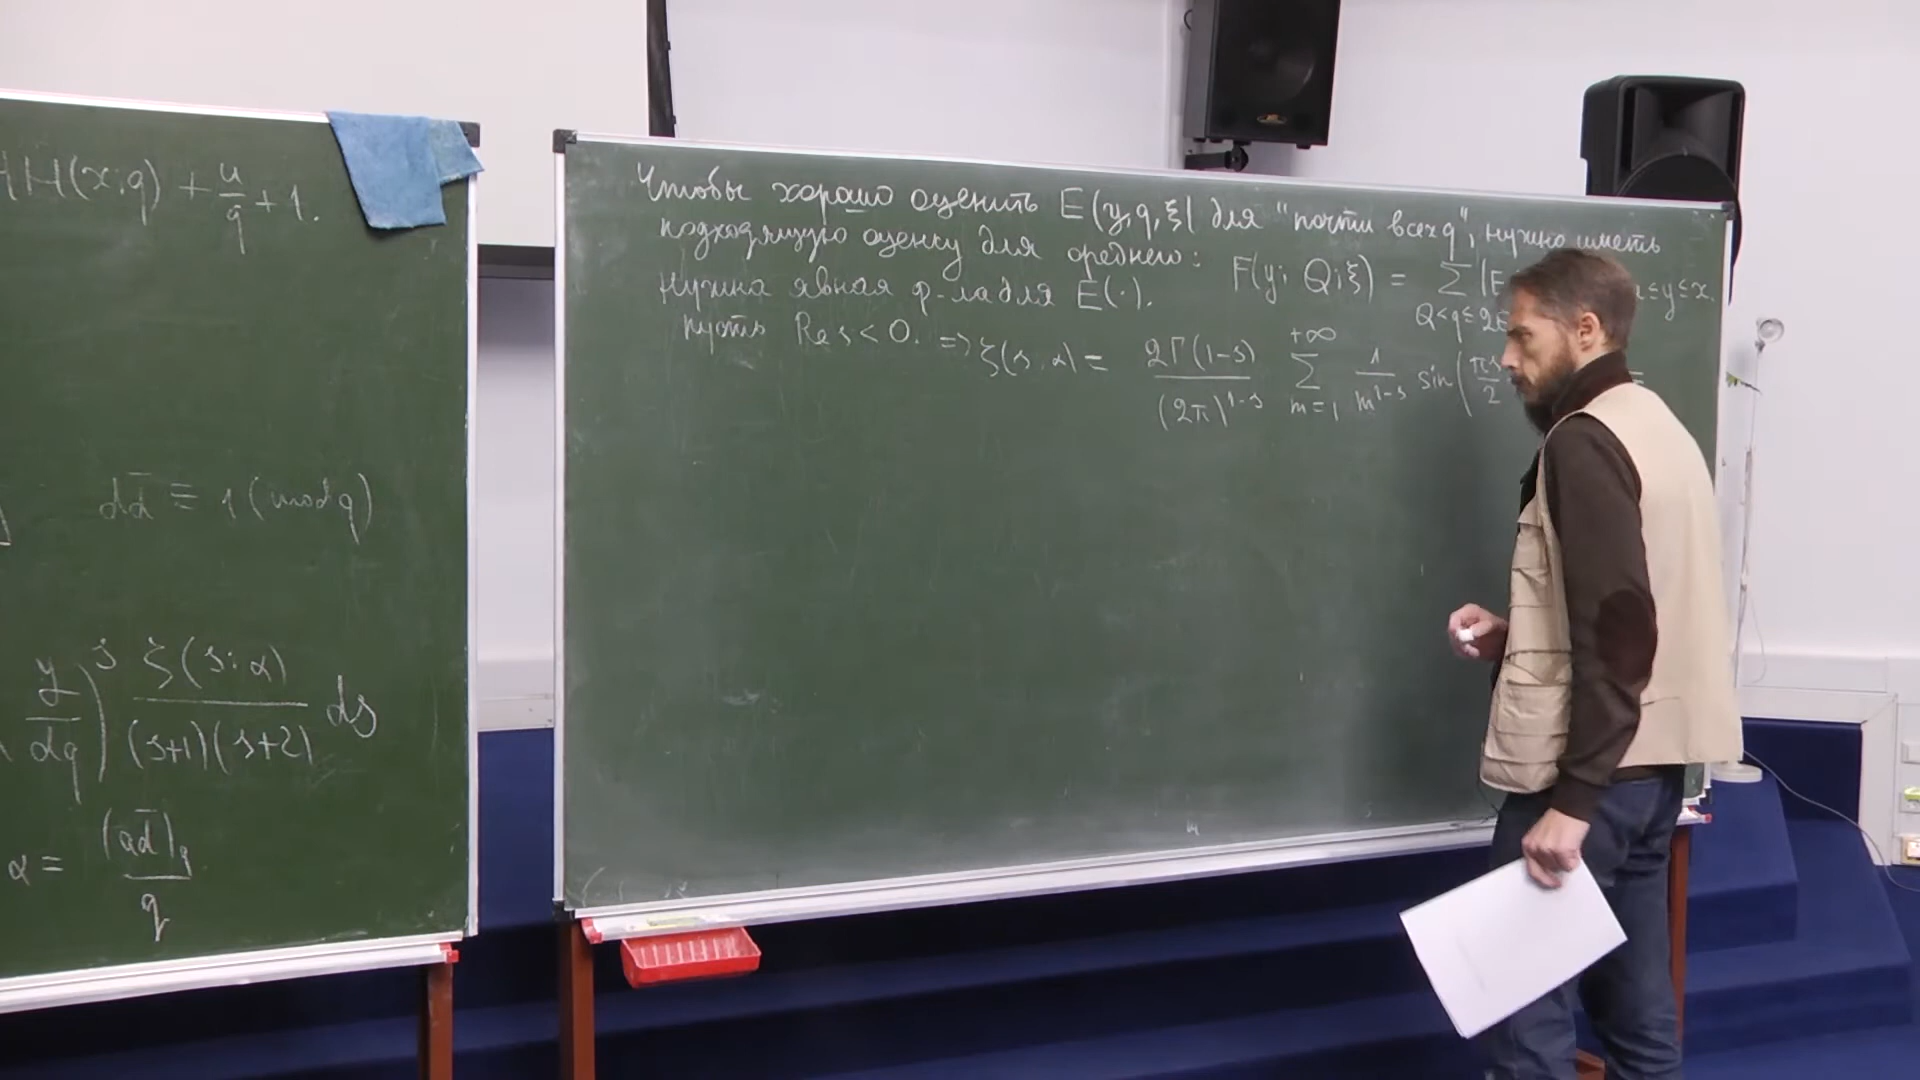 H(x;q) + u/q + 1.
dd̄ ≡ 1 (mod q)
(y/dq)^s ζ(s;α)/((s+1)(s+2)) ds
α = (ad̄)_q/q
Чтобы хорошо оценить E(y,q,ξ) для "почти всех q", нужно иметь
подходящую оценку для среднего: F(y; Q; ξ) = Σ |E
Q<q≤2Q
≤y≤x.
Нужна явная ф-ла для E(·).
пусть Re s < 0. => ζ(s,α) = 2Γ(1-s)/(2π)^{1-s} Σ_{m=1}^{+∞} 1/m^{1-s} sin(πs/2 =